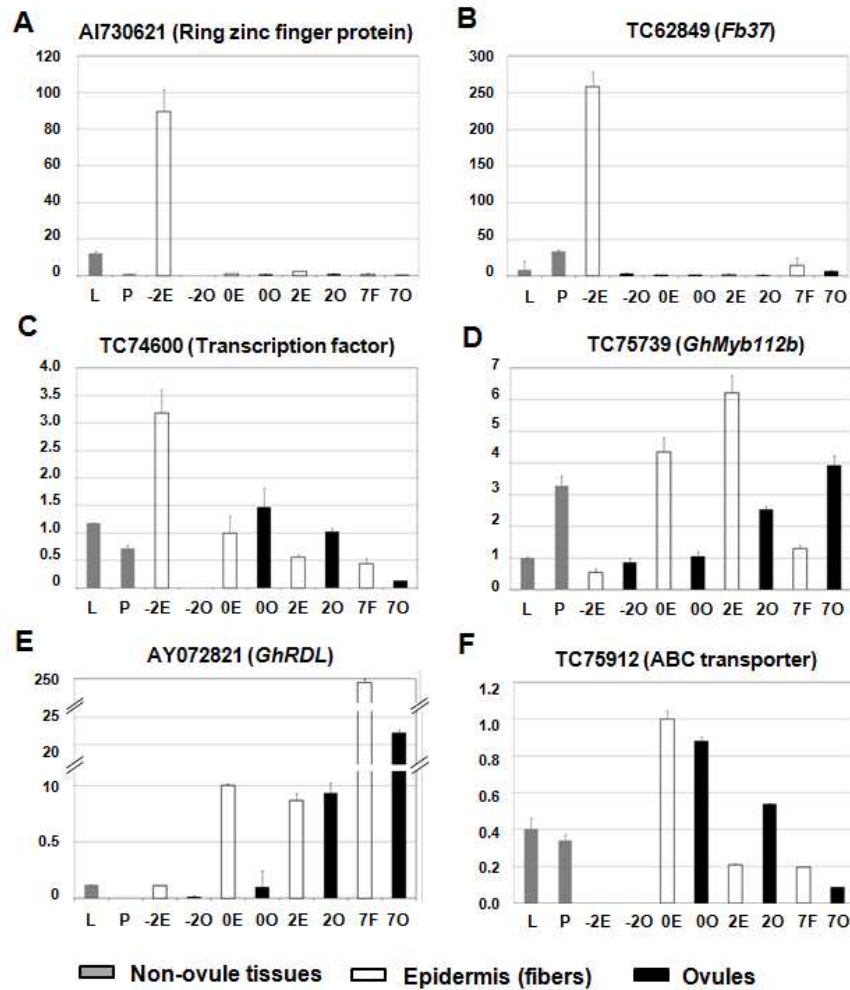 A
AI730621 (Ring zinc finger protein)
120
100
80
60
40
20
0
L P -2E -2O 0E 0O 2E 2O 7F 7O
B
TC62849 (Fb37)
300
250
200
150
100
50
0
L P -2E -2O 0E 0O 2E 2O 7F 7O
C
TC74600 (Transcription factor)
4.0
3.5
3.0
2.5
2.0
1.5
1.0
0.5
0
L P -2E -2O 0E 0O 2E 2O 7F 7O
D
TC75739 (GhMyb112b)
7
6
5
4
3
2
1
0
L P -2E -2O 0E 0O 2E 2O 7F 7O
E
AY072821 (GhRDL)
250
25
20
10
0.5
0
L P -2E -2O 0E 0O 2E 2O 7F 7O
F
TC75912 (ABC transporter)
1.2
1.0
0.8
0.6
0.4
0.2
0.0
L P -2E -2O 0E 0O 2E 2O 7F 7O
Non-ovule tissues Epidermis (fibers) Ovules